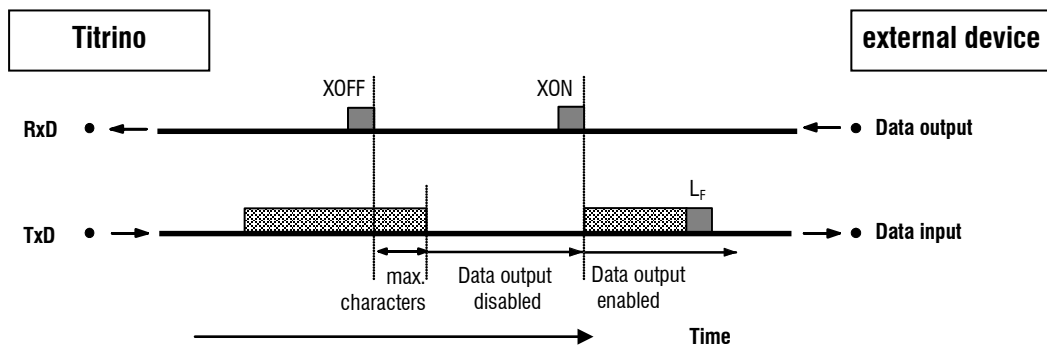 Titrino
external device
XOFF
XON
RxD
Data output
L_F
TxD
Data input
max.
characters
Data output
disabled
Data output
enabled
Time